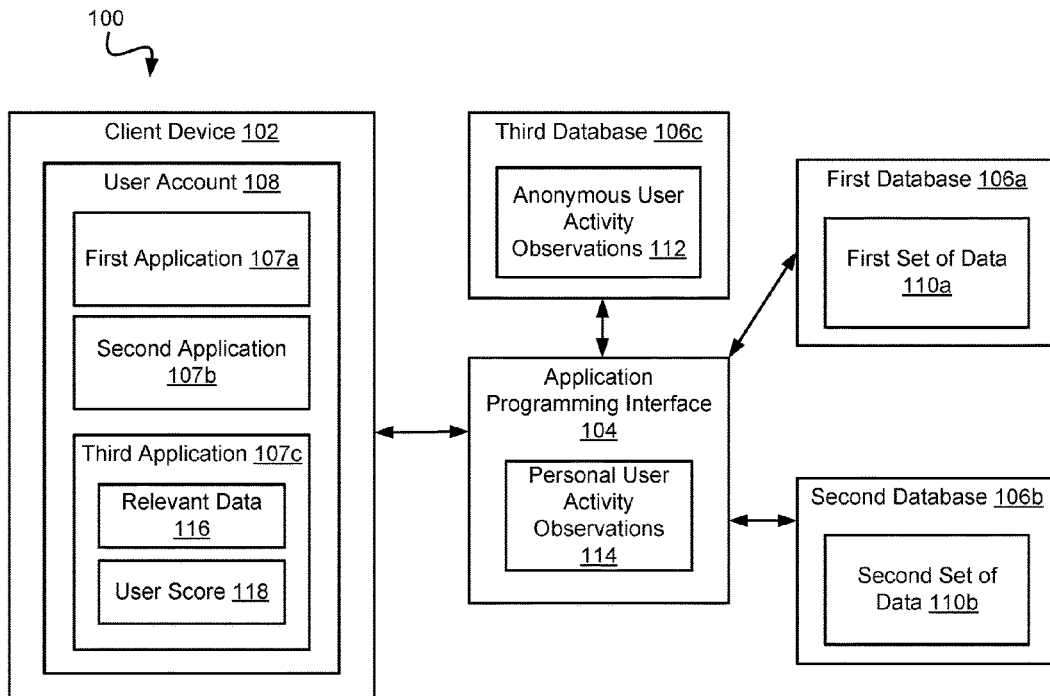 100
Client Device 102
User Account 108
First Application 107a
Second Application
107b
Third Application 107c
Relevant Data
116
User Score 118
Third Database 106c
Anonymous User
Activity
Observations 112
Application
Programming Interface
104
Personal User
Activity
Observations
114
First Database 106a
First Set of Data
110a
Second Database 106b
Second Set of
Data 110b